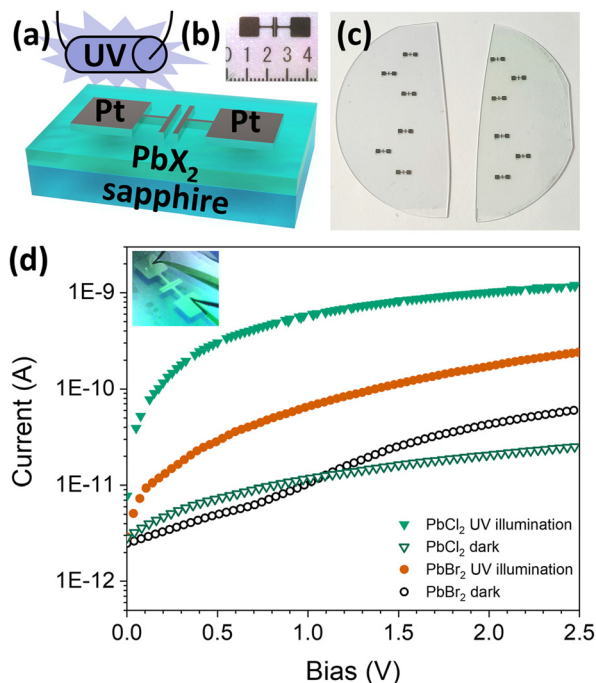 (a)
UV
Pt
Pt
PbX₂
sapphire
(b)
0 1 2 3 4
(c)
(d)
Current (A)
1E-9
1E-10
1E-11
1E-12
PbCl₂ UV illumination
PbCl₂ dark
PbBr₂ UV illumination
PbBr₂ dark
0.0 0.5 1.0 1.5 2.0 2.5
Bias (V)